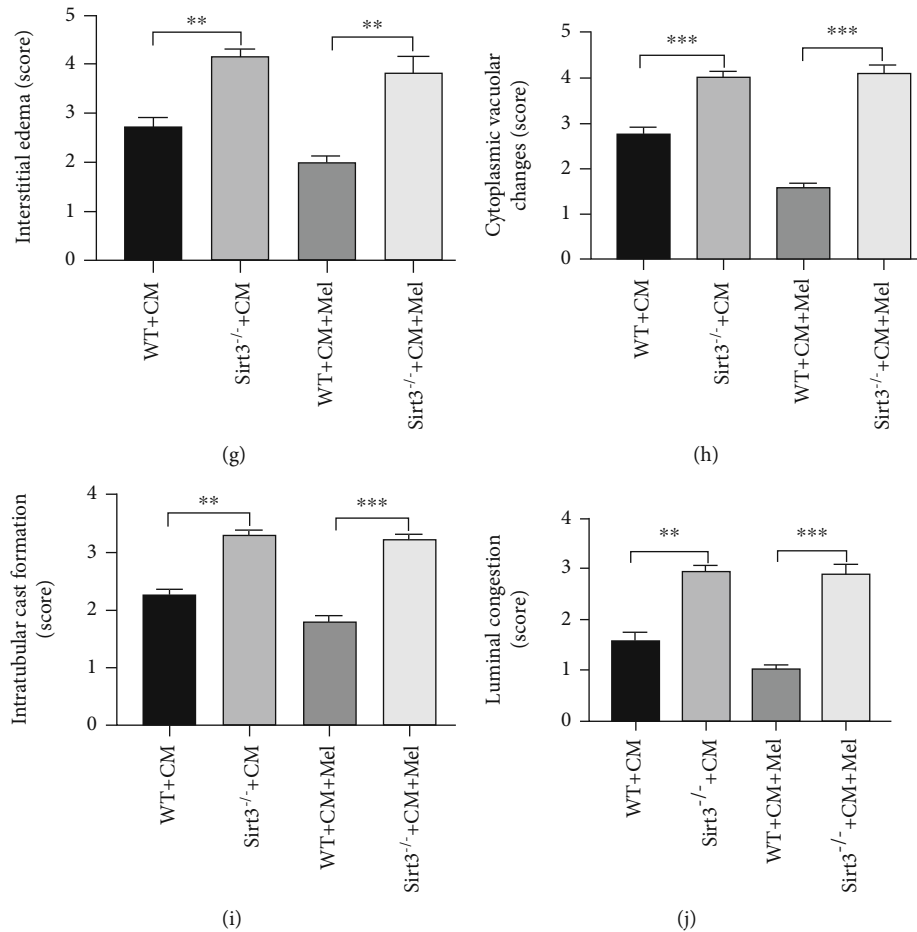 Interstitial edema (score)
5
4
3
2
1
0
**
**
WT+CM
Sirt3-/-+CM
WT+CM+Mel
Sirt3-/-+CM+Mel
(g)
Cytoplasmic vacuolar
changes (score)
5
4
3
2
1
0
***
***
WT+CM
Sirt3-/-+CM
WT+CM+Mel
Sirt3-/-+CM+Mel
(h)
Intratubular cast formation
(score)
4
3
2
1
0
**
***
WT+CM
Sirt3-/-+CM
WT+CM+Mel
Sirt3-/-+CM+Mel
(i)
Luminal congestion
(score)
4
3
2
1
0
**
***
WT+CM
Sirt3-/-+CM
WT+CM+Mel
Sirt3-/-+CM+Mel
(j)